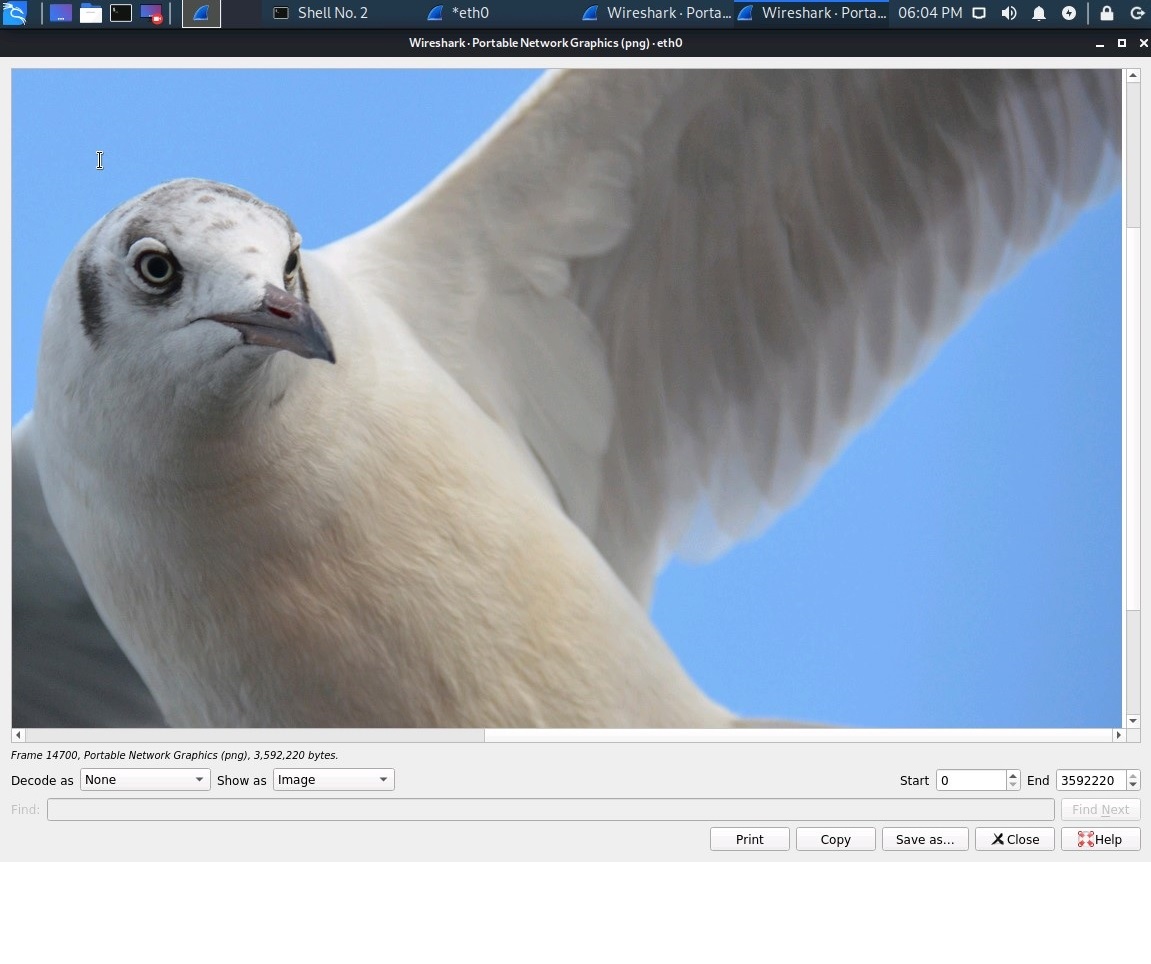 Shell No. 2 *eth0 Wireshark · Porta... Wireshark · Porta... 06:04 PM
Wireshark · Portable Network Graphics (png) · eth0
Frame 14700, Portable Network Graphics (png), 3,592,220 bytes.
Decode as None Show as Image Start 0 End 3592220
Find: Find Next
Print Copy Save as... Close Help